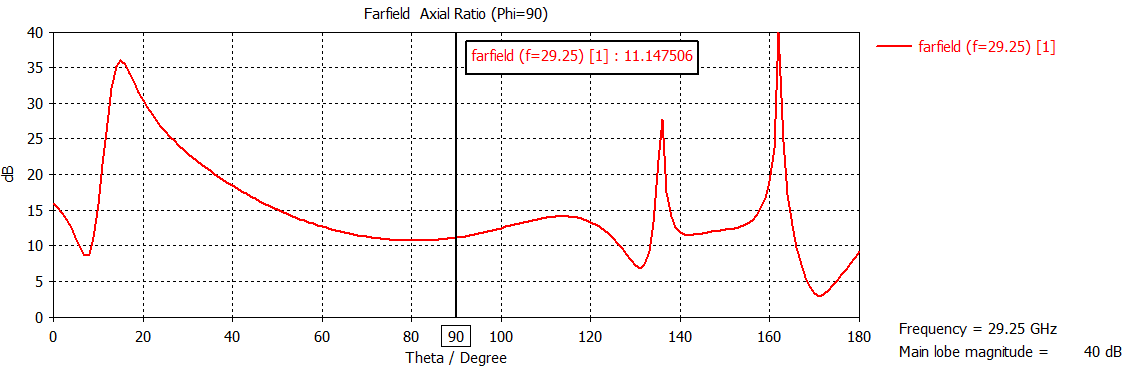 Farfield Axial Ratio (Phi=90)
farfield (f=29.25) [1] : 11.147506
farfield (f=29.25) [1]
dB
40
35
30
25
20
15
10
5
0
0 20 40 60 80 90 100 120 140 160 180
Theta / Degree
Frequency = 29.25 GHz
Main lobe magnitude = 40 dB